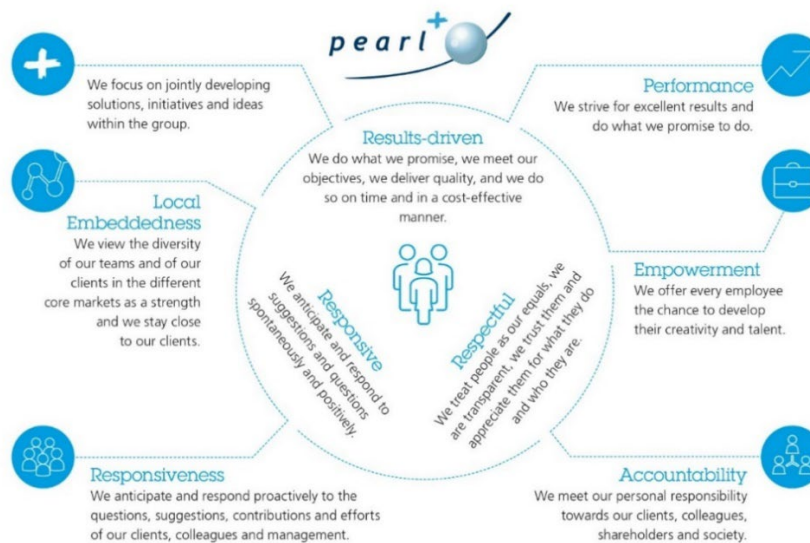 pearl+
We focus on jointly developing
solutions, initiatives and ideas
within the group.
Performance
We strive for excellent results and
do what we promise to do.
Results-driven
We do what we promise, we meet our
objectives, we deliver quality, and we do
so on time and in a cost-effective
manner.
Local
Embeddedness
We view the diversity
of our teams and of our
clients in the different
core markets as a strength
and we stay close
to our clients.
Responsive
We anticipate and respond to
suggestions and questions
spontaneously and positively.
Respectful
We treat people as our equals, we
are transparent, we trust them and
appreciate them for what they do
and who they are.
Empowerment
We offer every employee
the chance to develop
their creativity and talent.
Responsiveness
We anticipate and respond proactively to the
questions, suggestions, contributions and efforts
of our clients, colleagues and management.
Accountability
We meet our personal responsibility
towards our clients, colleagues,
shareholders and society.